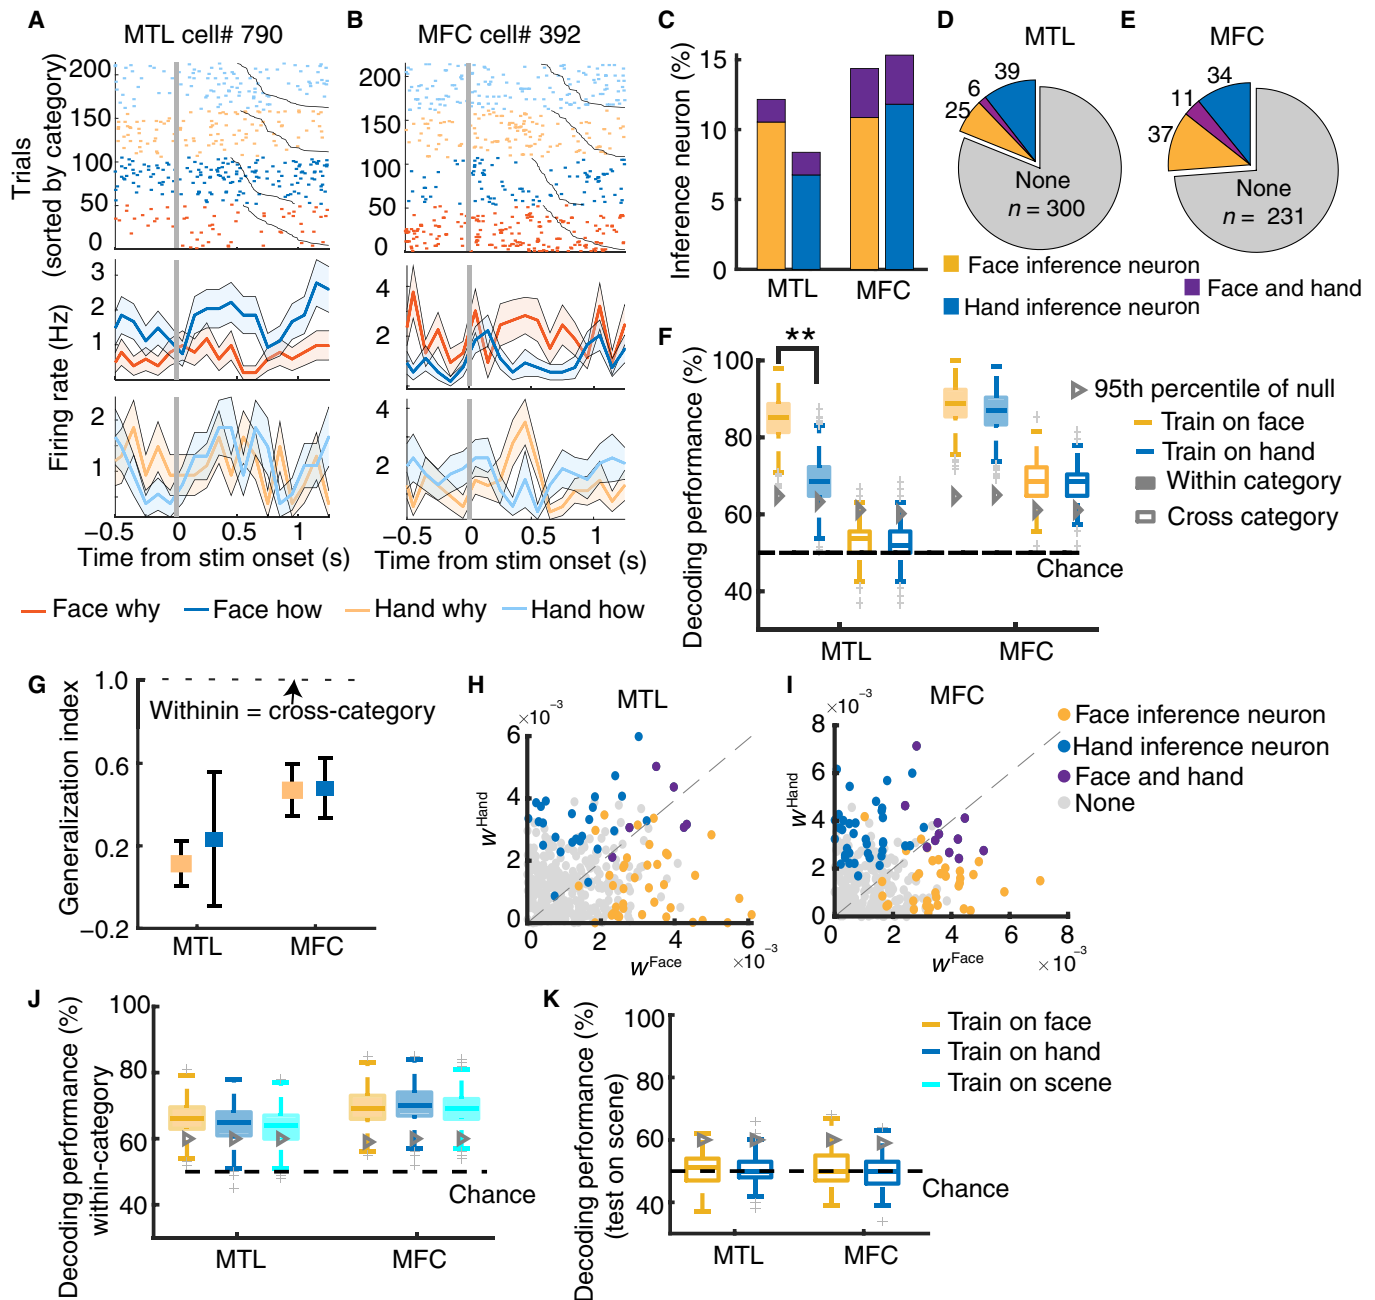 A
MTL cell# 790
B
MFC cell# 392
C
D
MTL
E
MFC
Trials
(sorted by category)
200
150
100
50
0
Firing rate (Hz)
3
2
1
2
1
−0.5
0
0.5
1
Time from stim onset (s)
4
2
4
2
−0.5
0
0.5
1
Time from stim onset (s)
Face why
Face how
Hand why
Hand how
Inference neuron (%)
15
10
5
0
MTL
MFC
39
6
25
None
n = 300
34
11
37
None
n = 231
Face inference neuron
Hand inference neuron
Face and hand
F
Decoding performance (%)
100
80
60
40
**
Chance
MTL
MFC
95th percentile of null
Train on face
Train on hand
Within category
Cross category
G
Generalization index
1.0
0.6
0.2
−0.2
Withinin = cross-category
MTL
MFC
H
MTL
×10−3
6
4
2
0
wHand
0
2
4
6
×10−3
wFace
I
MFC
×10−3
8
6
4
2
0
wHand
0
2
4
6
8
×10−3
wFace
Face inference neuron
Hand inference neuron
Face and hand
None
J
Decoding performance (%)
within-category
100
80
60
40
Chance
MTL
MFC
K
Decoding performance (%)
(test on scene)
100
80
60
40
Chance
MTL
MFC
Train on face
Train on hand
Train on scene